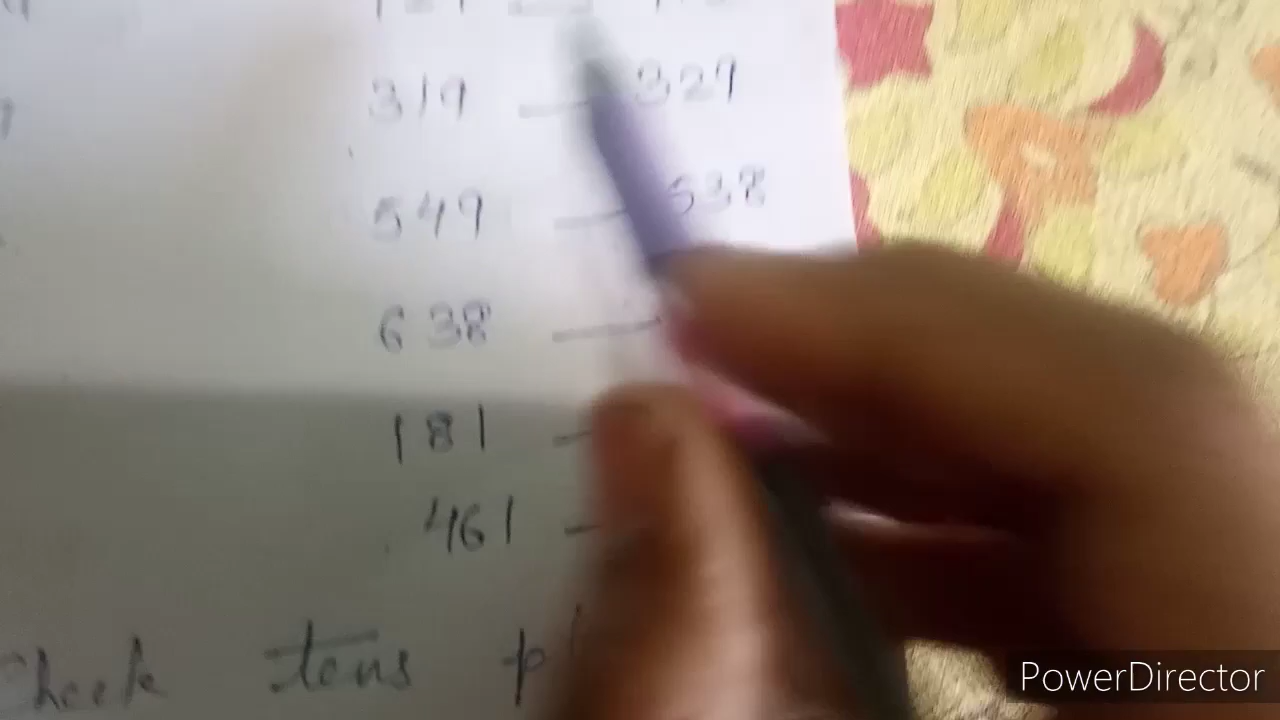 319 — 329
549 — 538
638 —
181 —
461 —
Check tens
PowerDirector